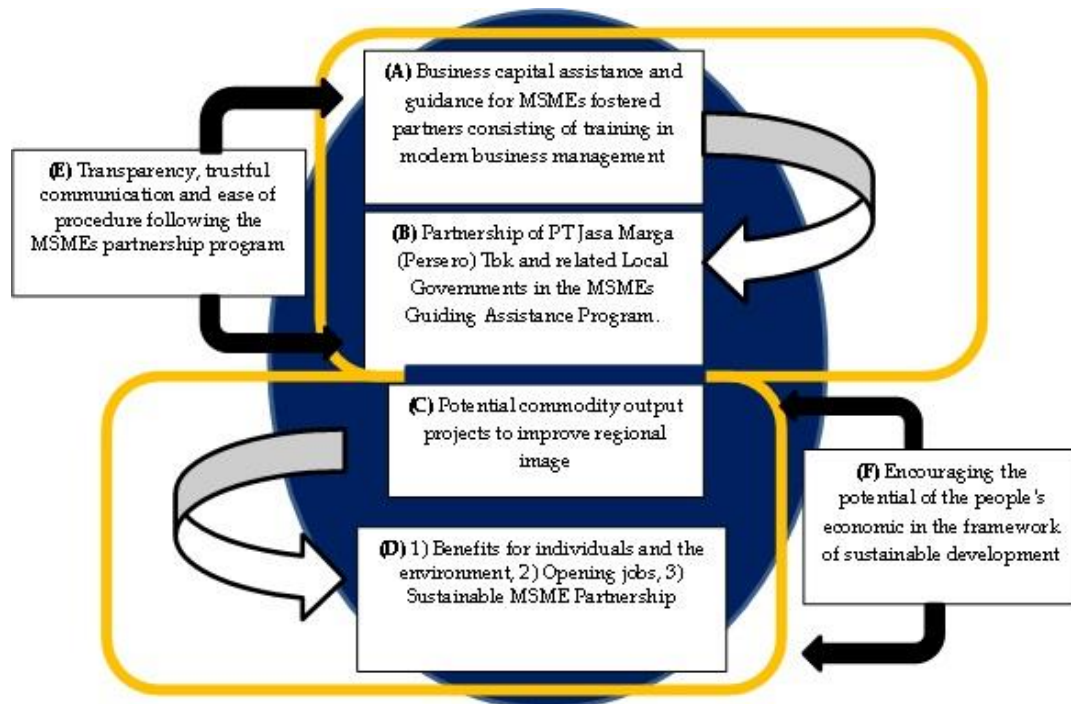 (A) Business capital assistance and
guidance for MSMEs fostered
partners consisting of training in
modern business management
(E) Transparency, trustful
communication and ease of
procedure following the
MSMEs partnership program
(B) Partnership of PT Jasa Marga
(Persero) Tbk and related Local
Governments in the MSMEs
Guiding Assistance Program.
(C) Potential commodity output
projects to improve regional
image
(F) Encouraging the
potential of the people's
economic in the framework
of sustainable development
(D) 1) Benefits for individuals and the
environment, 2) Opening jobs, 3)
Sustainable MSME Partnership